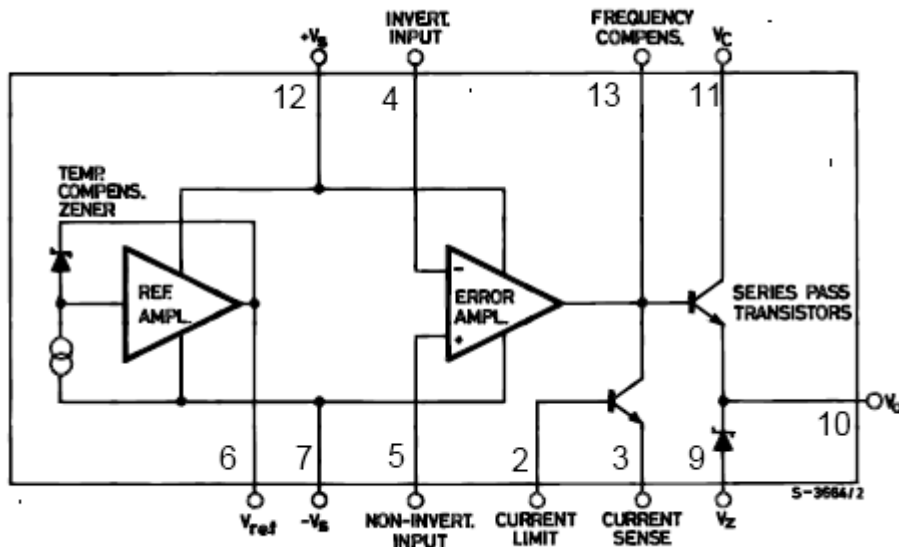 +Vs
INVERT.
INPUT
FREQUENCY
COMPENS.
VC
12
4
13
11
TEMP.
COMPENS.
ZENER
REF.
AMPL.
-
ERROR
AMPL.
+
SERIES PASS
TRANSISTORS
Vo
10
6
7
5
2
3
9
S-3664/2
Vref
-Vs
NON-INVERT.
INPUT
CURRENT
LIMIT
CURRENT
SENSE
VZ